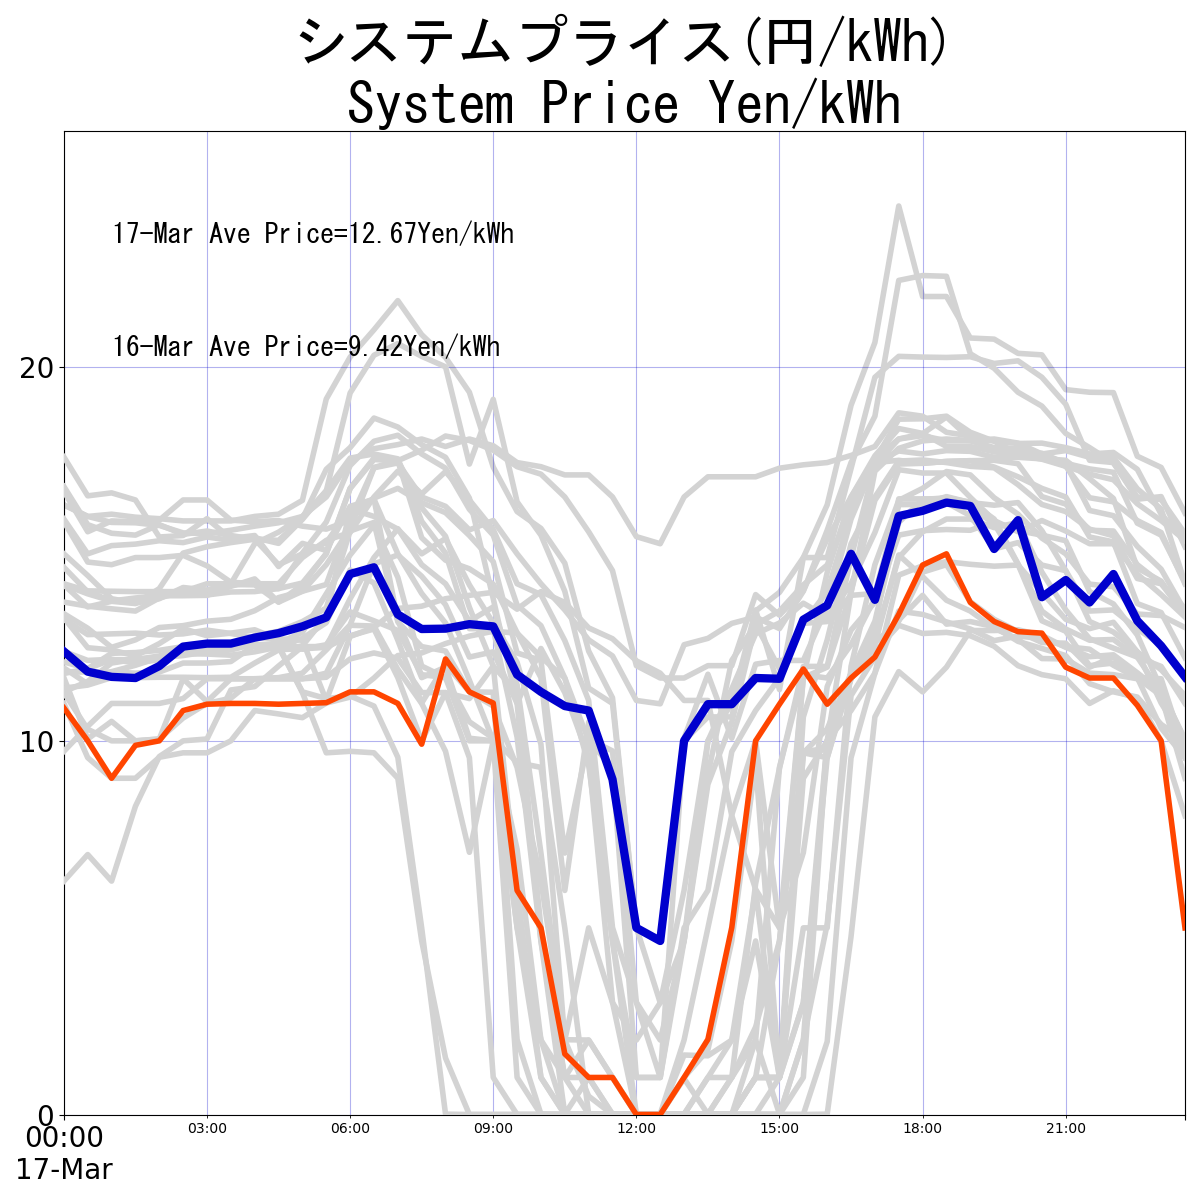 システムプライス(円/kWh)
System Price Yen/kWh
17-Mar Ave Price=12.67Yen/kWh
16-Mar Ave Price=9.42Yen/kWh
20
10
0
00:00 03:00 06:00 09:00 12:00 15:00 18:00 21:00
17-Mar